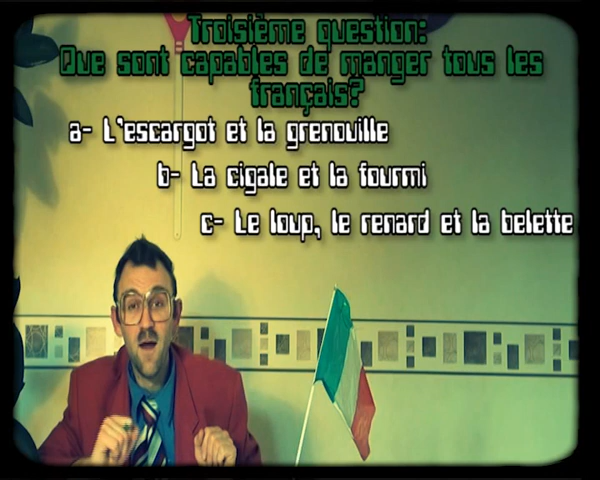 Troisième question:
Que sont capables de manger tous les
français?
a- L'escargot et la grenouille
b- La cigale et la fourmi
c- Le loup, le renard et la belette